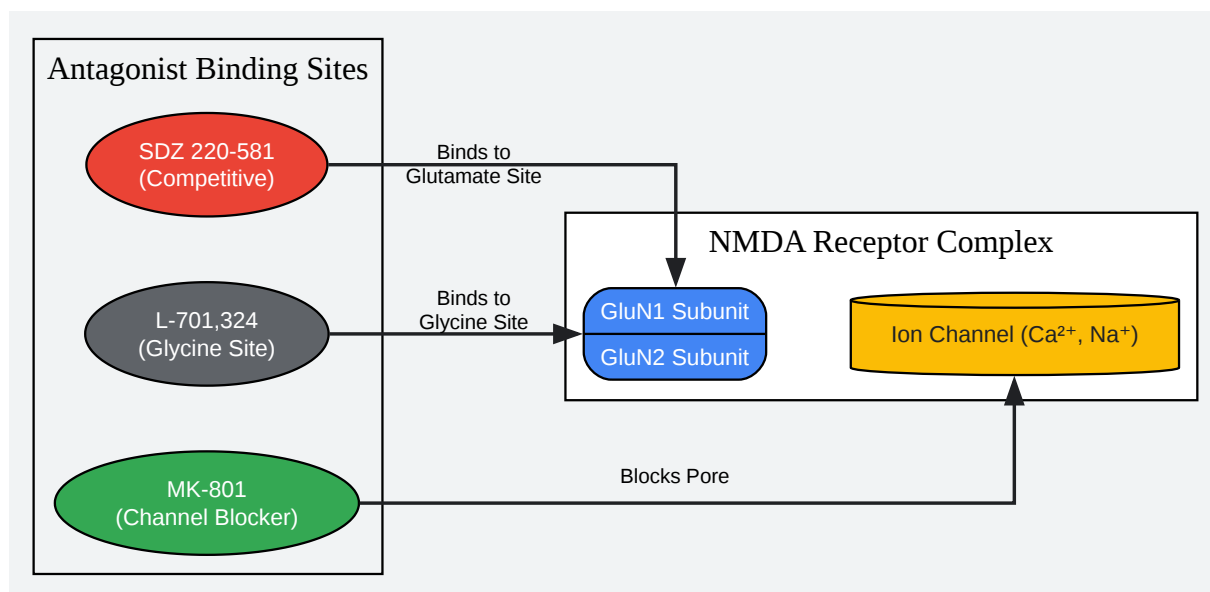 Antagonist Binding Sites
SDZ 220-581
(Competitive)
Binds to
Glutamate Site
NMDA Receptor Complex
L-701,324
(Glycine Site)
Binds to
Glycine Site
GluN1 Subunit
GluN2 Subunit
Ion Channel (Ca²⁺, Na⁺)
MK-801
(Channel Blocker)
Blocks Pore